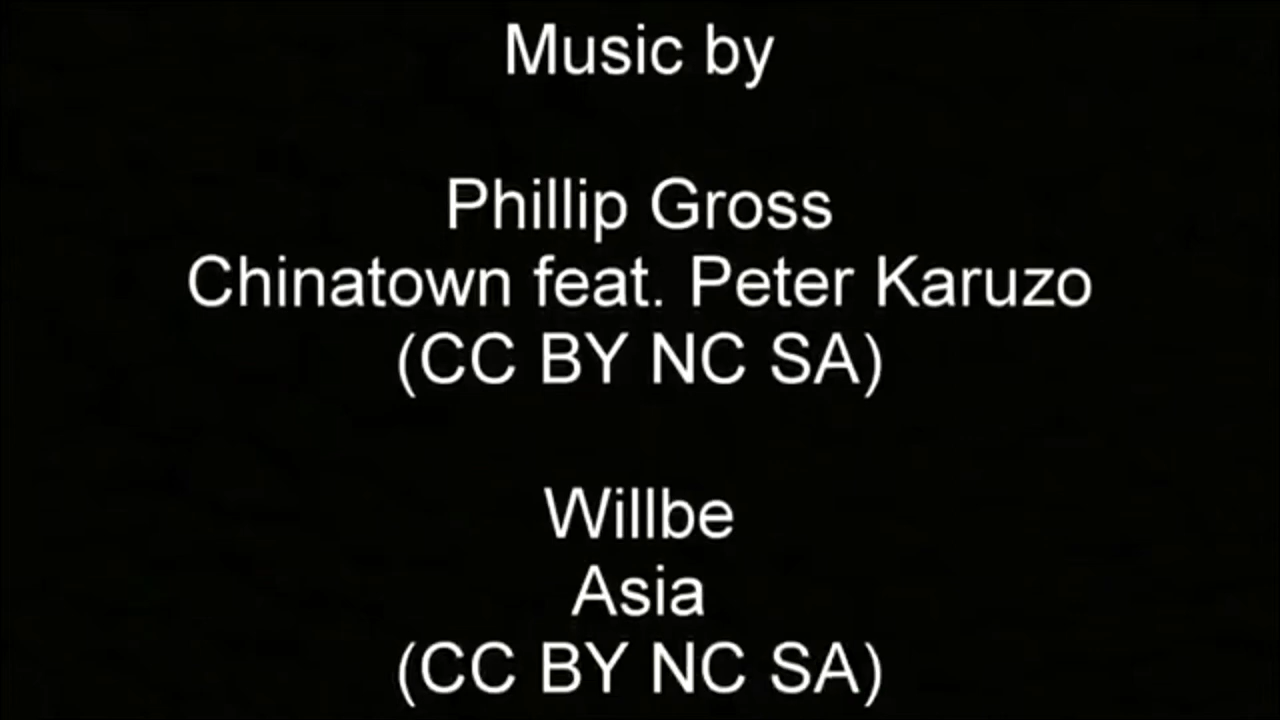 Music by
Phillip Gross
Chinatown feat. Peter Karuzo
(CC BY NC SA)
Willbe
Asia
(CC BY NC SA)